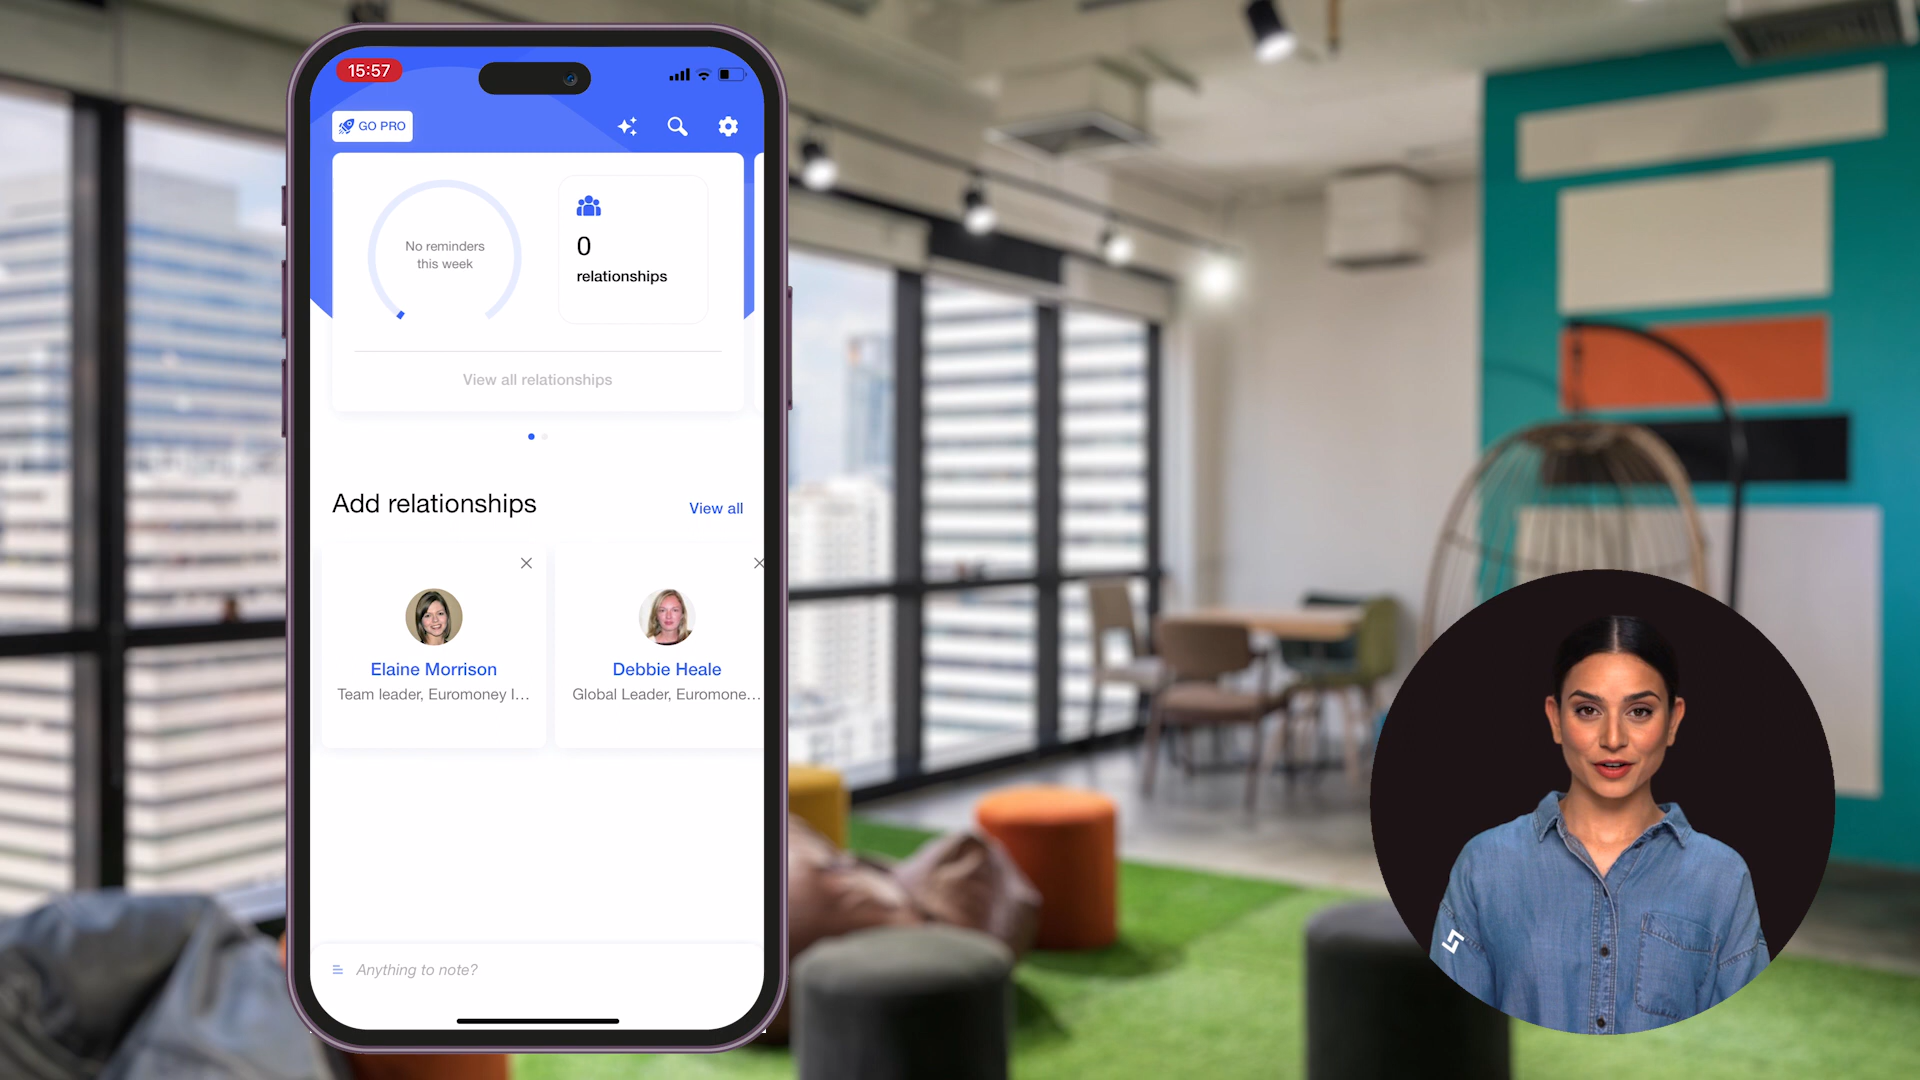 15:57
GO PRO
No reminders
this week
0
relationships
View all relationships
Add relationships
View all
Elaine Morrison
Team leader, Euromoney I...
Debbie Heale
Global Leader, Euromone...
Anything to note?